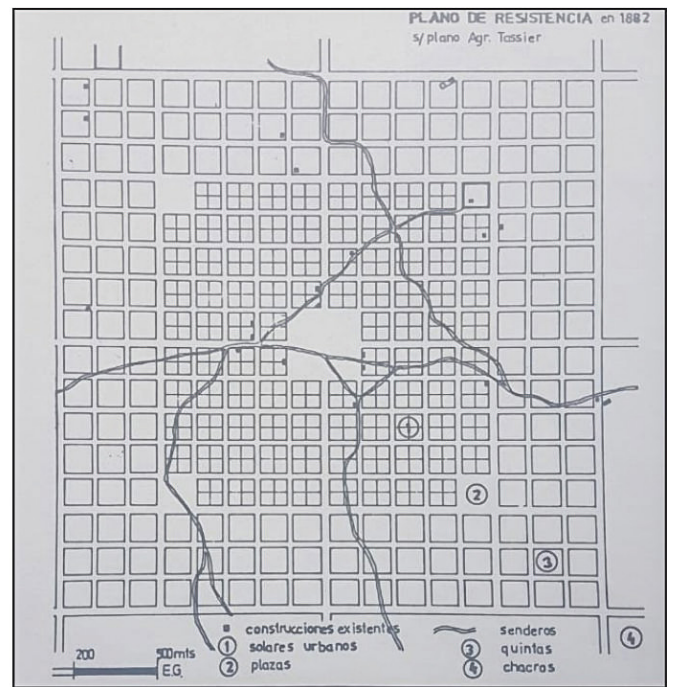 PLANO DE RESISTENCIA en 1882
s/plano Agr. Tassier
1
2
3
4
construcciones existentes
1 solares urbanos
2 plazas
senderos
3 quintas
4 chacras
200 500mts
E.G.